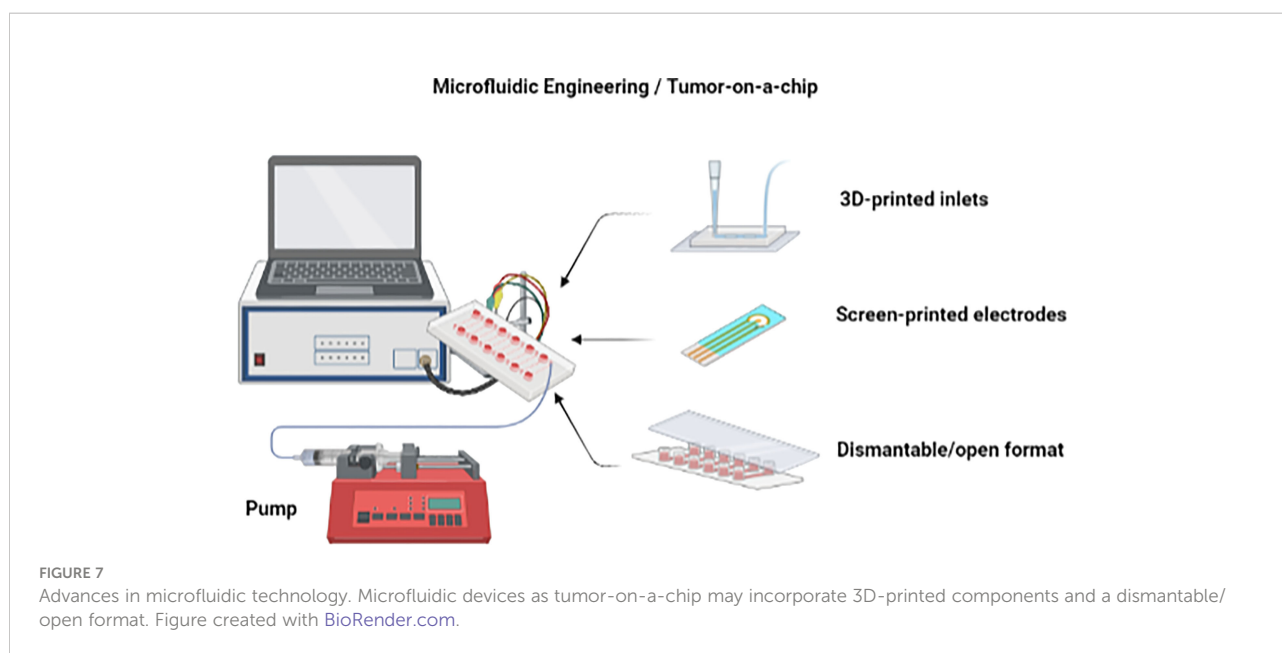 Microfluidic Engineering / Tumor-on-a-chip
3D-printed inlets
Screen-printed electrodes
Dismantable/open format
Pump
FIGURE 7
Advances in microfluidic technology. Microfluidic devices as tumor-on-a-chip may incorporate 3D-printed components and a dismantable/
open format. Figure created with BioRender.com.